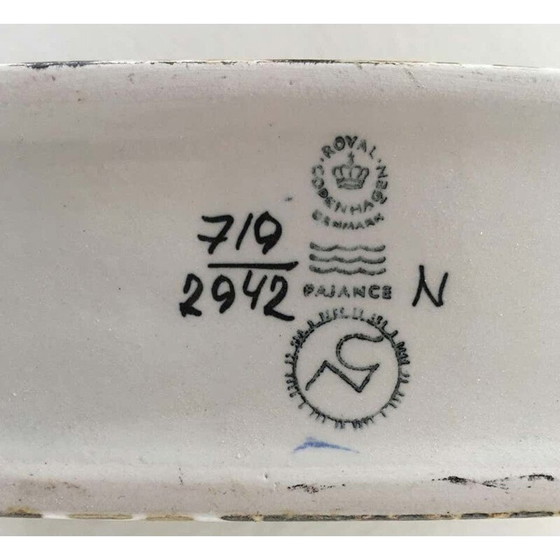 ROYAL COPENHAGEN
DENMARK
719
2942
FAJANCE
N